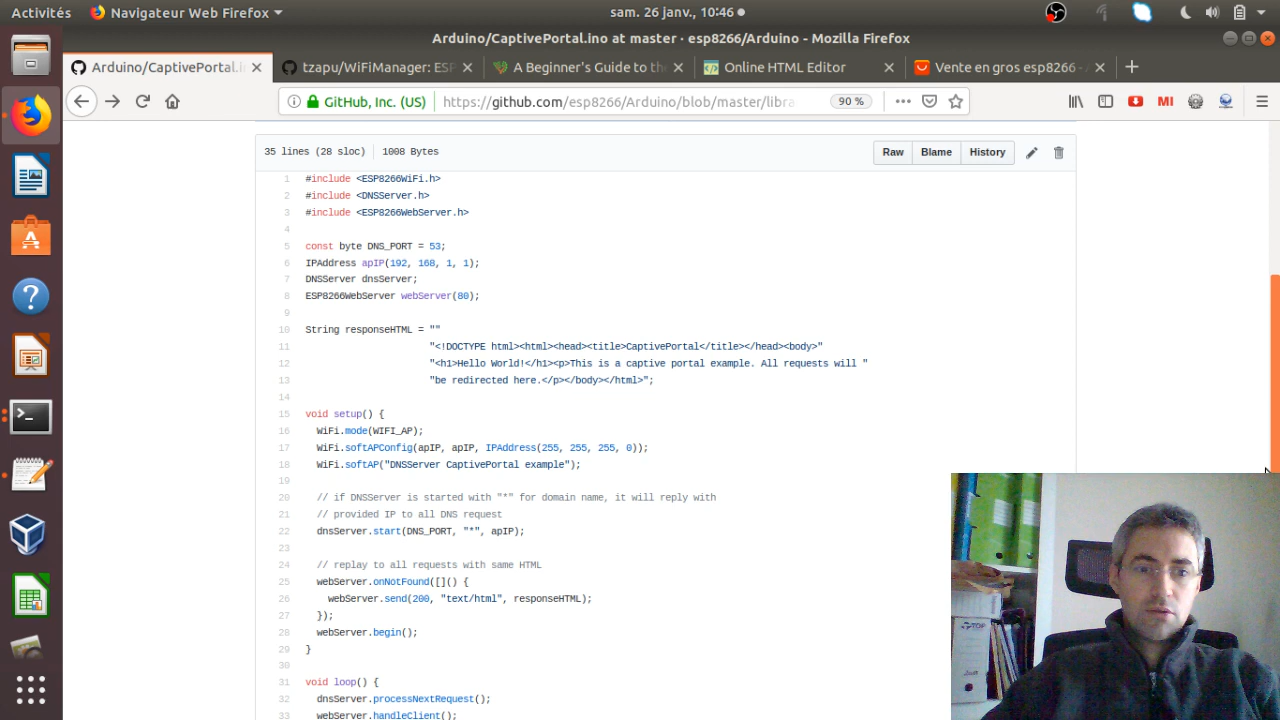 Activités
Navigateur Web Firefox
sam. 26 janv., 10:46
Arduino/CaptivePortal.ino at master · esp8266/Arduino - Mozilla Firefox
Arduino/CaptivePortal.i
tzapu/WiFiManager: ESP
A Beginner's Guide to the
Online HTML Editor
Vente en gros esp8266 -
GitHub, Inc. (US)
https://github.com/esp8266/Arduino/blob/master/libra
90 %
MI
35 lines (28 sloc)
1008 Bytes
Raw
Blame
History
1 #include <ESP8266WiFi.h>
2 #include <DNSServer.h>
3 #include <ESP8266WebServer.h>
4
5 const byte DNS_PORT = 53;
6 IPAddress apIP(192, 168, 1, 1);
7 DNSServer dnsServer;
8 ESP8266WebServer webServer(80);
9
10 String responseHTML = ""
11 "<!DOCTYPE html><html><head><title>CaptivePortal</title></head><body>"
12 "<h1>Hello World!</h1><p>This is a captive portal example. All requests will "
13 "be redirected here.</p></body></html>";
14
15 void setup() {
16 WiFi.mode(WIFI_AP);
17 WiFi.softAPConfig(apIP, apIP, IPAddress(255, 255, 255, 0));
18 WiFi.softAP("DNSServer CaptivePortal example");
19
20 // if DNSServer is started with "*" for domain name, it will reply with
21 // provided IP to all DNS request
22 dnsServer.start(DNS_PORT, "*", apIP);
23
24 // replay to all requests with same HTML
25 webServer.onNotFound([]() {
26 webServer.send(200, "text/html", responseHTML);
27 });
28 webServer.begin();
29 }
30
31 void loop() {
32 dnsServer.processNextRequest();
33 webServer.handleClient();